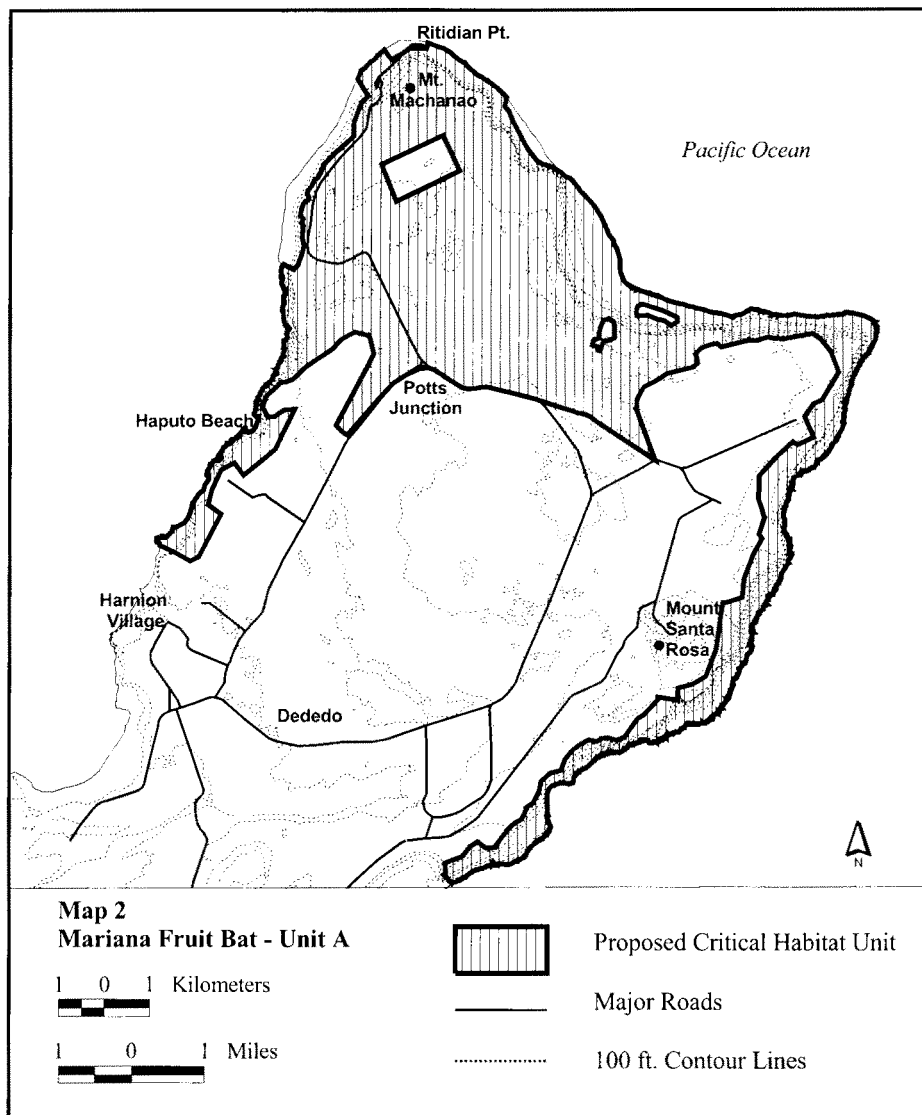 Ritidian Pt.
Mt.
Machanao
Pacific Ocean
Potts
Junction
Haputo Beach
Harnion
Village
Mount
Santa
Rosa
Dededo
N
Map 2
Mariana Fruit Bat - Unit A
1 0 1 Kilometers
1 0 1 Miles
Proposed Critical Habitat Unit
Major Roads
100 ft. Contour Lines